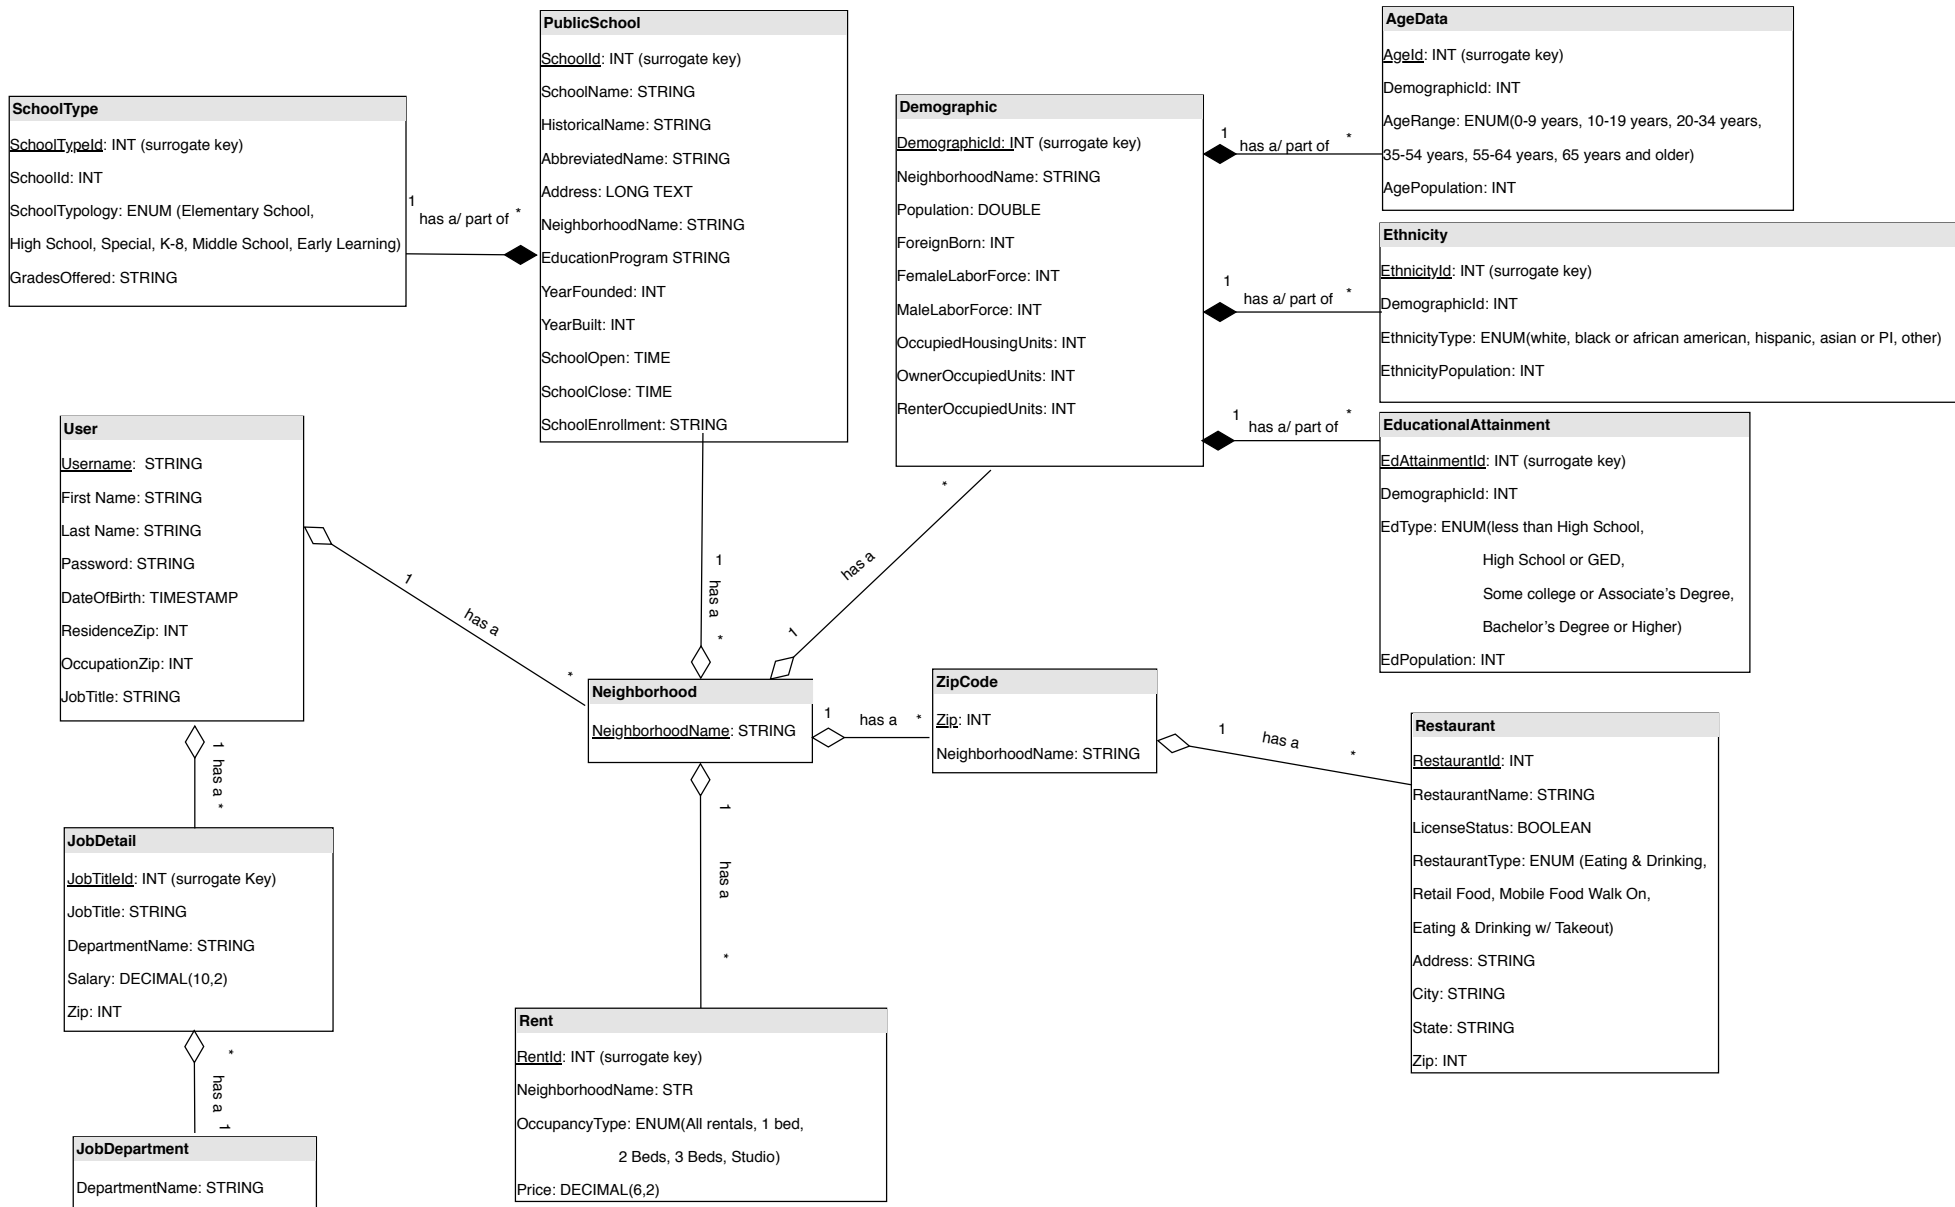 PublicSchool
SchoolId: INT (surrogate key)
SchoolName: STRING
HistoricalName: STRING
AbbreviatedName: STRING
Address: LONG TEXT
NeighborhoodName: STRING
EducationProgram STRING
YearFounded: INT
YearBuilt: INT
SchoolOpen: TIME
SchoolClose: TIME
SchoolEnrollment: STRING
AgeData
AgeId: INT (surrogate key)
DemographicId: INT
AgeRange: ENUM(0-9 years, 10-19 years, 20-34 years,
35-54 years, 55-64 years, 65 years and older)
AgePopulation: INT
SchoolType
SchoolTypeId: INT (surrogate key)
SchoolId: INT
SchoolTypology: ENUM (Elementary School,
High School, Special, K-8, Middle School, Early Learning)
GradesOffered: STRING
1
has a/ part of
*
Demographic
DemographicId: INT (surrogate key)
NeighborhoodName: STRING
Population: DOUBLE
ForeignBorn: INT
FemaleLaborForce: INT
MaleLaborForce: INT
OccupiedHousingUnits: INT
OwnerOccupiedUnits: INT
RenterOccupiedUnits: INT
1
has a/ part of
*
1
has a/ part of
*
1
has a/ part of
*
Ethnicity
EthnicityId: INT (surrogate key)
DemographicId: INT
EthnicityType: ENUM(white, black or african american, hispanic, asian or PI, other)
EthnicityPopulation: INT
EducationalAttainment
EdAttainmentId: INT (surrogate key)
DemographicId: INT
EdType: ENUM(less than High School,
High School or GED,
Some college or Associate's Degree,
Bachelor's Degree or Higher)
EdPopulation: INT
User
Username: STRING
First Name: STRING
Last Name: STRING
Password: STRING
DateOfBirth: TIMESTAMP
ResidenceZip: INT
OccupationZip: INT
JobTitle: STRING
1
has a
*
1
has a
*
*
has a
1
Neighborhood
NeighborhoodName: STRING
1
has a
*
ZipCode
Zip: INT
NeighborhoodName: STRING
1
has a
*
Restaurant
RestaurantId: INT
RestaurantName: STRING
LicenseStatus: BOOLEAN
RestaurantType: ENUM (Eating & Drinking,
Retail Food, Mobile Food Walk On,
Eating & Drinking w/ Takeout)
Address: STRING
City: STRING
State: STRING
Zip: INT
1
has a
*
JobDetail
JobTitleId: INT (surrogate Key)
JobTitle: STRING
DepartmentName: STRING
Salary: DECIMAL(10,2)
Zip: INT
*
has a
1
JobDepartment
DepartmentName: STRING
1
has a
*
Rent
RentId: INT (surrogate key)
NeighborhoodName: STR
OccupancyType: ENUM(All rentals, 1 bed,
2 Beds, 3 Beds, Studio)
Price: DECIMAL(6,2)